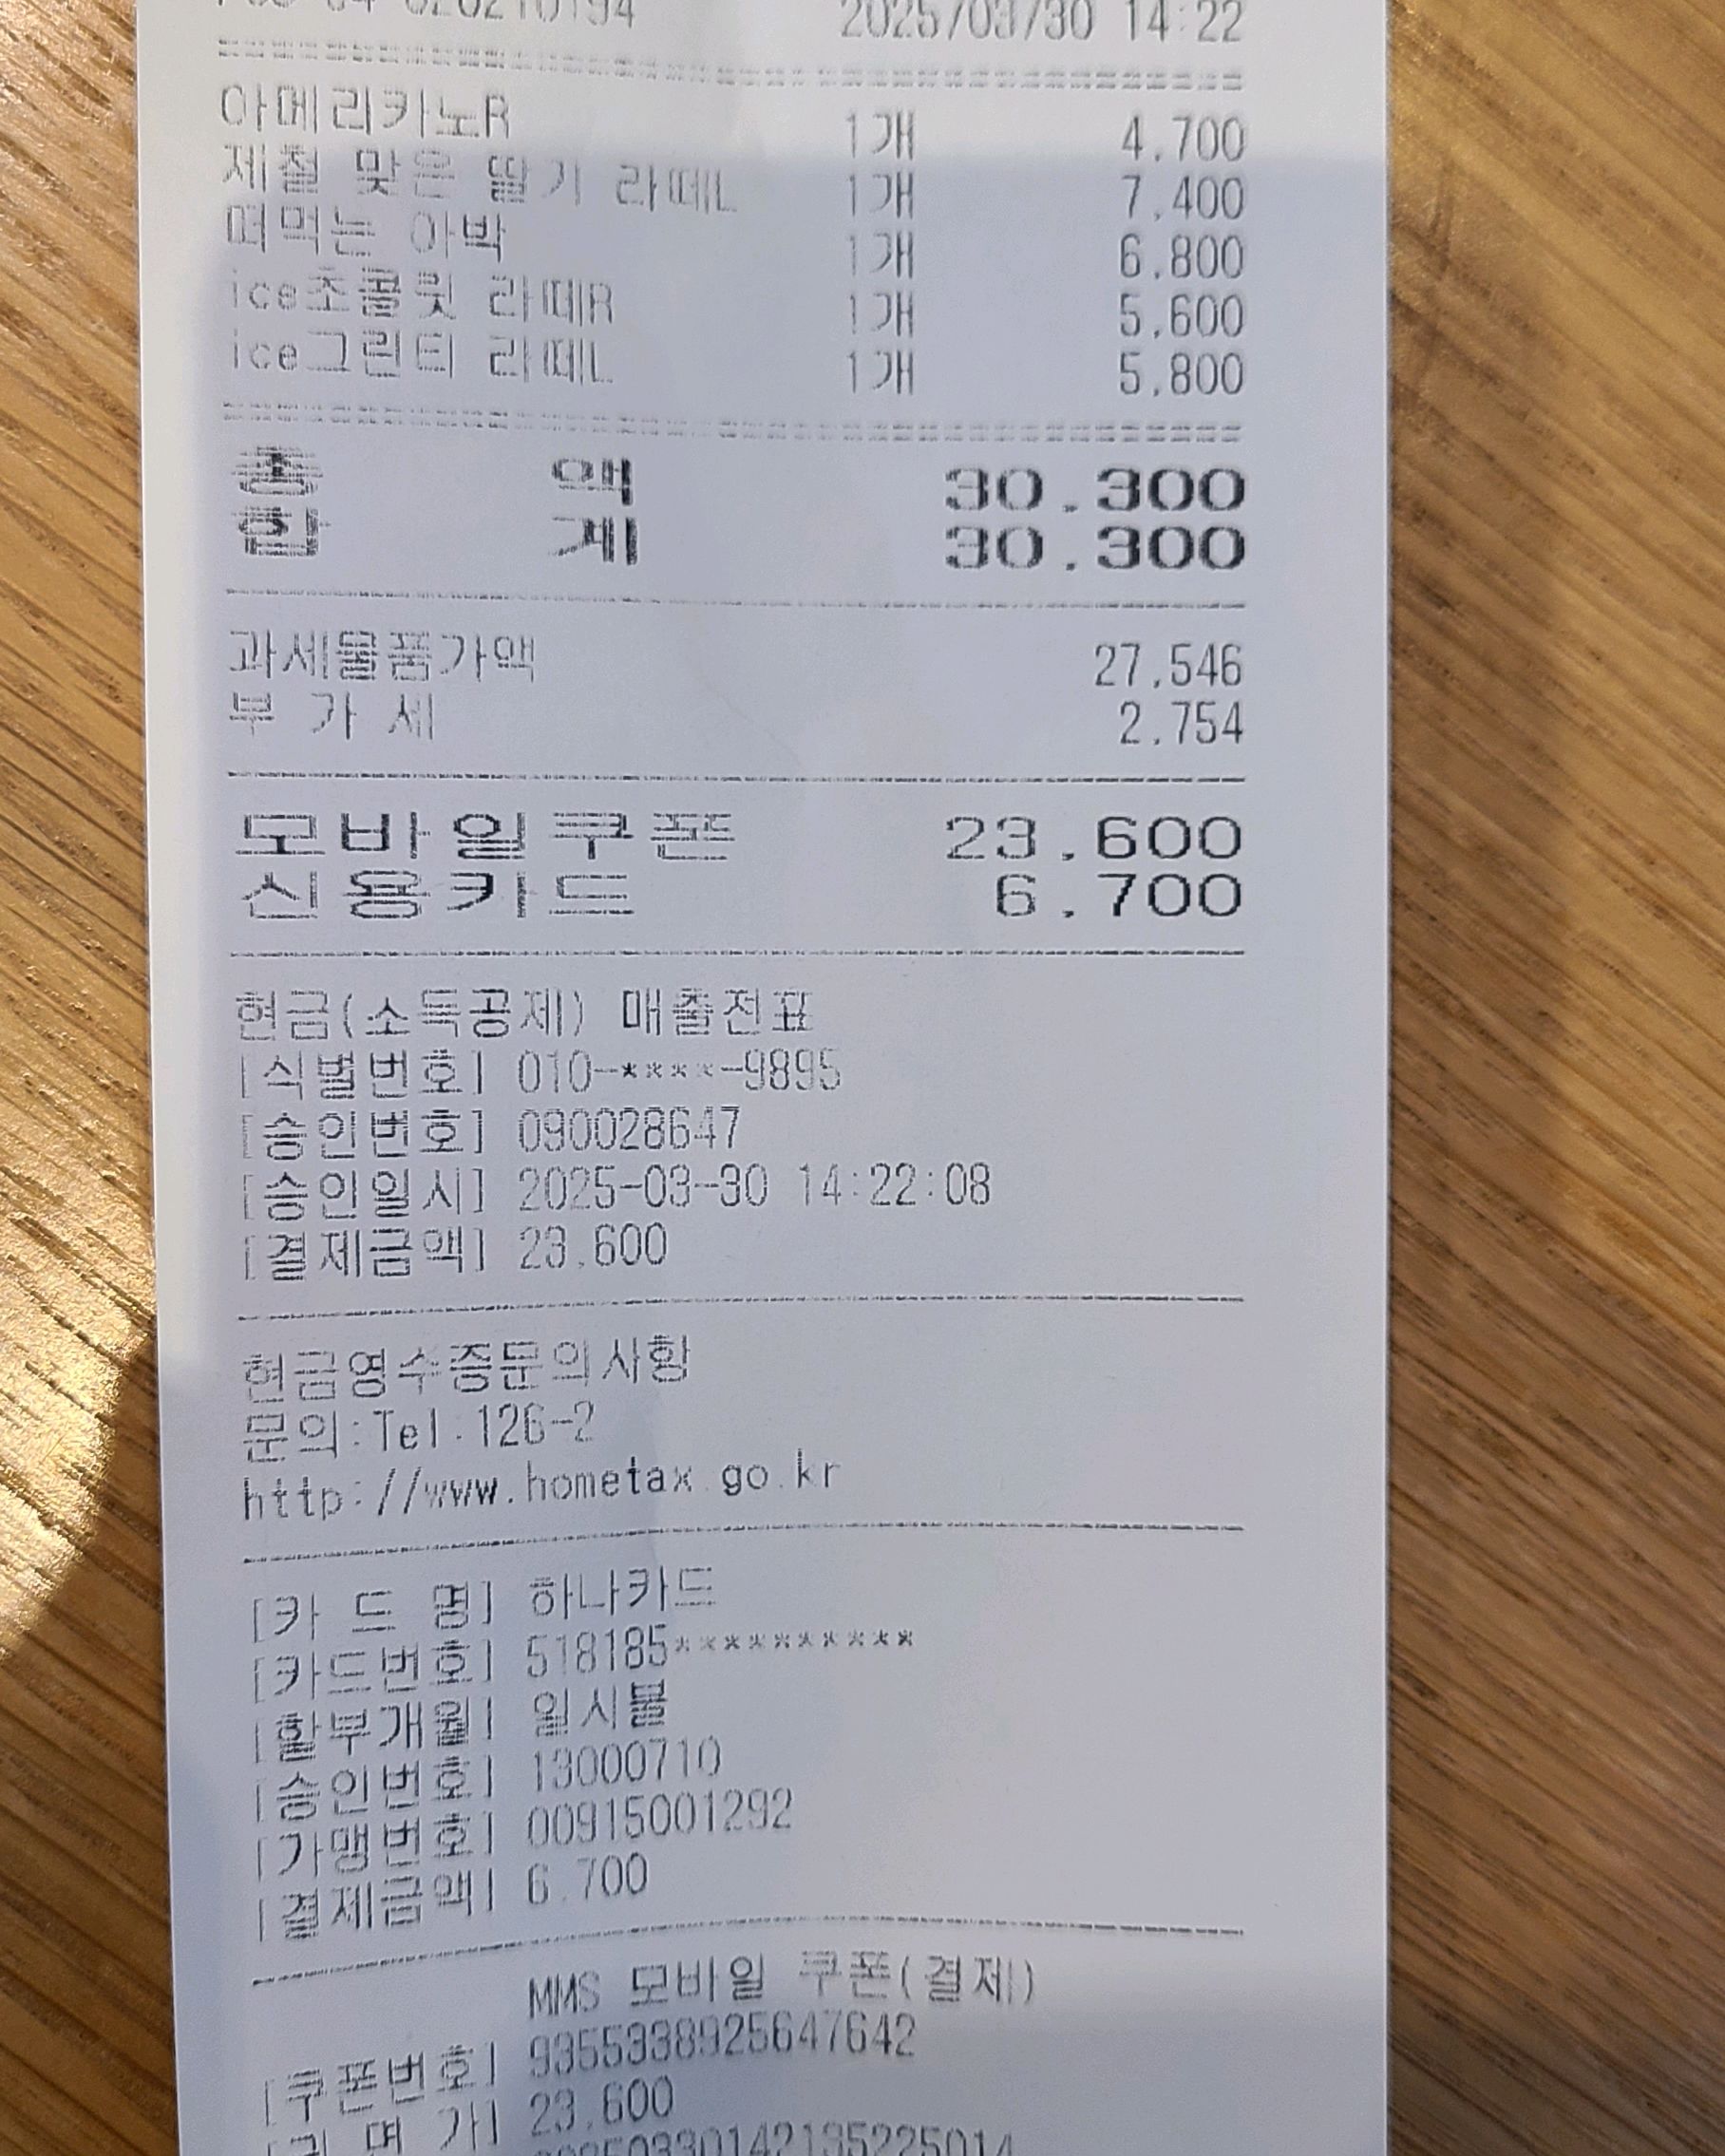 2025/03/30 14:22
아메리카노R 1개 4,700
제철 맞은 딸기 라떼L 1개 7,400
떠먹는 아박 1개 6,800
ice초콜릿 라떼R 1개 5,600
ice그린티 라떼L 1개 5,800
총 액 30,300
합 계 30,300
과세물품가액 27,546
부 가 세 2,754
모바일쿠폰 23,600
신용카드 6,700
현금(소득공제) 매출전표
[식별번호] 010-****-9895
[승인번호] 090028647
[승인일시] 2025-03-30 14:22:08
[결제금액] 23,600
현금영수증문의사항
문의:Tel.126-2
http://www.hometax.go.kr
[카 드 명] 하나카드
[카드번호] 518185**********
[할부개월] 일시불
[승인번호] 13000710
[가맹번호] 00915001292
[결제금액] 6,700
MMS 모바일 쿠폰(결제)
[쿠폰번호] 9355338925647642
23,600